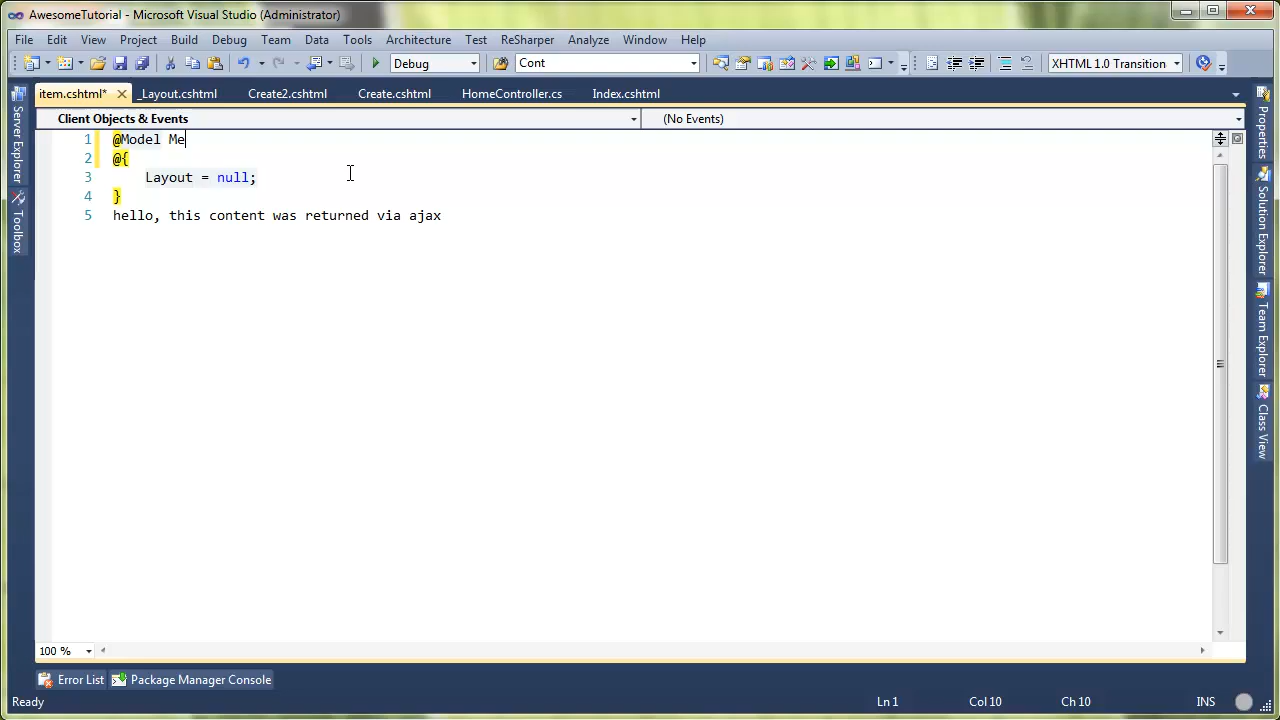 AwesomeTutorial - Microsoft Visual Studio (Administrator)
File Edit View Project Build Debug Team Data Tools Architecture Test ReSharper Analyze Window Help
Debug Cont XHTML 1.0 Transition
item.cshtml* _Layout.cshtml Create2.cshtml Create.cshtml HomeController.cs Index.cshtml
Client Objects & Events (No Events)
1 @Model Me
2 @{
3 Layout = null;
4 }
5 hello, this content was returned via ajax
Server Explorer
Toolbox
Properties
Solution Explorer
Team Explorer
Class View
100 %
Error List Package Manager Console
Ready Ln 1 Col 10 Ch 10 INS